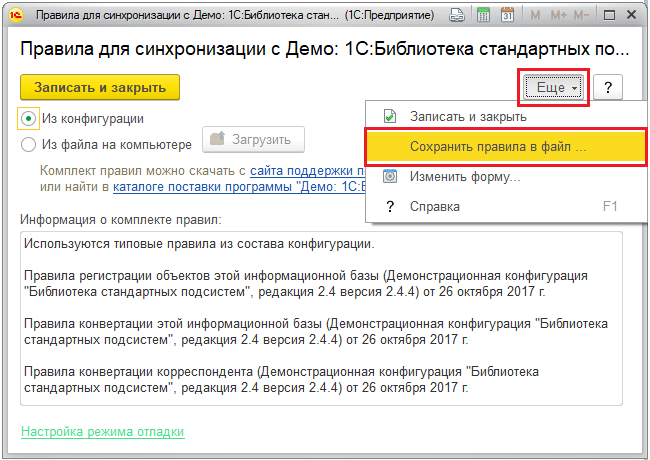 Правила для синхронизации с Демо: 1С:Библиотека стан... (1С:Предприятие)
31
M M+ M-
Правила для синхронизации с Демо: 1С:Библиотека стандартных по...
Записать и закрыть
Еще
?
Из конфигурации
Из файла на компьютере
Загрузить
Комплект правил можно скачать с сайта поддержки
или найти в каталоге поставки программы "Демо: 1С:
Записать и закрыть
Сохранить правила в файл ...
Изменить форму...
? Справка F1
Информация о комплекте правил:
Используются типовые правила из состава конфигурации.
Правила регистрации объектов этой информационной базы (Демонстрационная конфигурация
"Библиотека стандартных подсистем", редакция 2.4 версия 2.4.4) от 26 октября 2017 г.
Правила конвертации этой информационной базы (Демонстрационная конфигурация "Библиотека
стандартных подсистем", редакция 2.4 версия 2.4.4) от 26 октября 2017 г.
Правила конвертации корреспондента (Демонстрационная конфигурация "Библиотека
стандартных подсистем", редакция 2.4 версия 2.4.4) от 26 октября 2017 г.
Настройка режима отладки